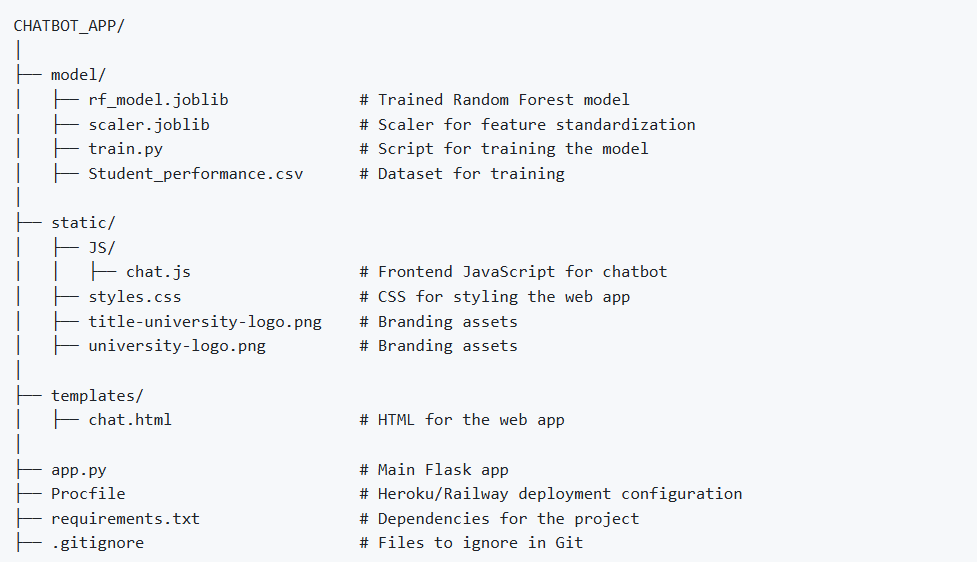 CHATBOT_APP/
│
├── model/
│   ├── rf_model.joblib              # Trained Random Forest model
│   ├── scaler.joblib                # Scaler for feature standardization
│   ├── train.py                     # Script for training the model
│   ├── Student_performance.csv      # Dataset for training
│
├── static/
│   ├── JS/
│   │   ├── chat.js                  # Frontend JavaScript for chatbot
│   ├── styles.css                   # CSS for styling the web app
│   ├── title-university-logo.png    # Branding assets
│   ├── university-logo.png          # Branding assets
│
├── templates/
│   ├── chat.html                    # HTML for the web app
│
├── app.py                           # Main Flask app
├── Procfile                         # Heroku/Railway deployment configuration
├── requirements.txt                 # Dependencies for the project
├── .gitignore                       # Files to ignore in Git